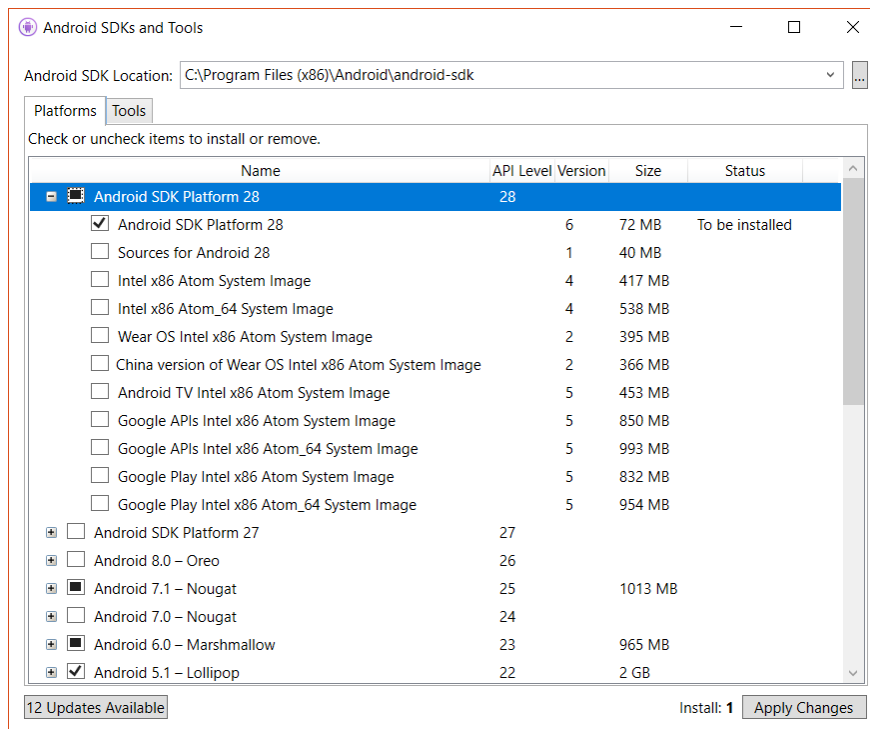 Android SDKs and Tools
Android SDK Location: C:\Program Files (x86)\Android\android-sdk ...
Platforms Tools
Check or uncheck items to install or remove.
Name API Level Version Size Status
Android SDK Platform 28 28
Android SDK Platform 28 6 72 MB To be installed
Sources for Android 28 1 40 MB
Intel x86 Atom System Image 4 417 MB
Intel x86 Atom_64 System Image 4 538 MB
Wear OS Intel x86 Atom System Image 2 395 MB
China version of Wear OS Intel x86 Atom System Image 2 366 MB
Android TV Intel x86 Atom System Image 5 453 MB
Google APIs Intel x86 Atom System Image 5 850 MB
Google APIs Intel x86 Atom_64 System Image 5 993 MB
Google Play Intel x86 Atom System Image 5 832 MB
Google Play Intel x86 Atom_64 System Image 5 954 MB
Android SDK Platform 27 27
Android 8.0 – Oreo 26
Android 7.1 – Nougat 25 1013 MB
Android 7.0 – Nougat 24
Android 6.0 – Marshmallow 23 965 MB
Android 5.1 – Lollipop 22 2 GB
12 Updates Available Install: 1 Apply Changes